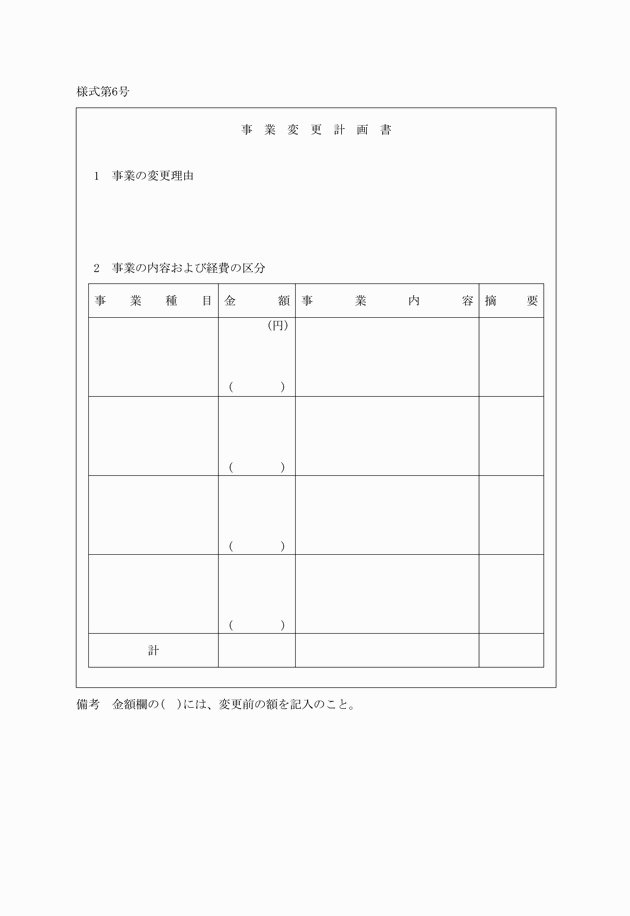 様式第6号
事業変更計画書
1　事業の変更理由
2　事業の内容および経費の区分
事業種目　金額　事業内容　摘要
(円)
(　　　)
(　　　)
(　　　)
(　　　)
計
備考　金額欄の(　)には、変更前の額を記入のこと。